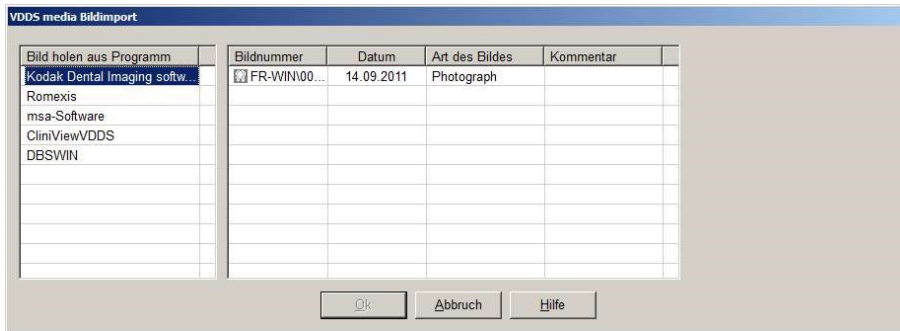 VDDS media Bildimport
Bild holen aus Programm
Kodak Dental Imaging softw...
Romexis
msa-Software
CliniViewVDDS
DBSWIN
Bildnummer Datum Art des Bildes Kommentar
FR-WIN\00... 14.09.2011 Photograph
Ok Abbruch Hilfe